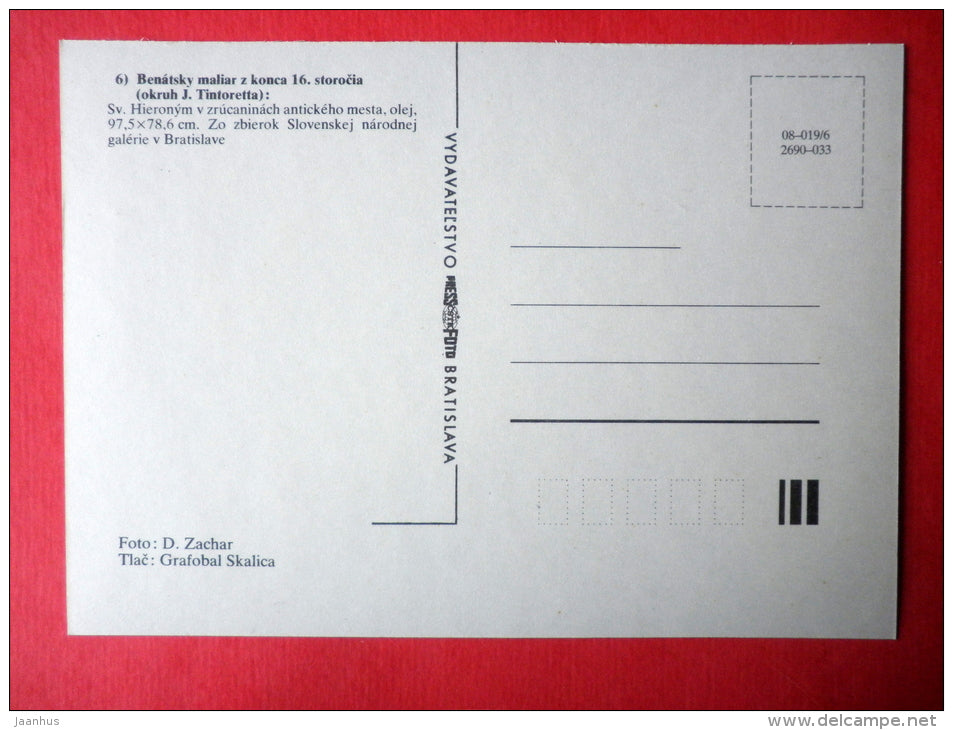 6) Benátsky maliar z konca 16. storočia
(okruh J. Tintoretta):
Sv. Hieroným v zrúcaninách antického mesta, olej,
97,5×78,6 cm. Zo zbierok Slovenskej národnej
galérie v Bratislave
VYDAVATEĽSTVO PRESSFOTO BRATISLAVA
08–019/6
2690–033
Foto: D. Zachar
Tlač: Grafobal Skalica
Jaanhus
www.delcampe.net